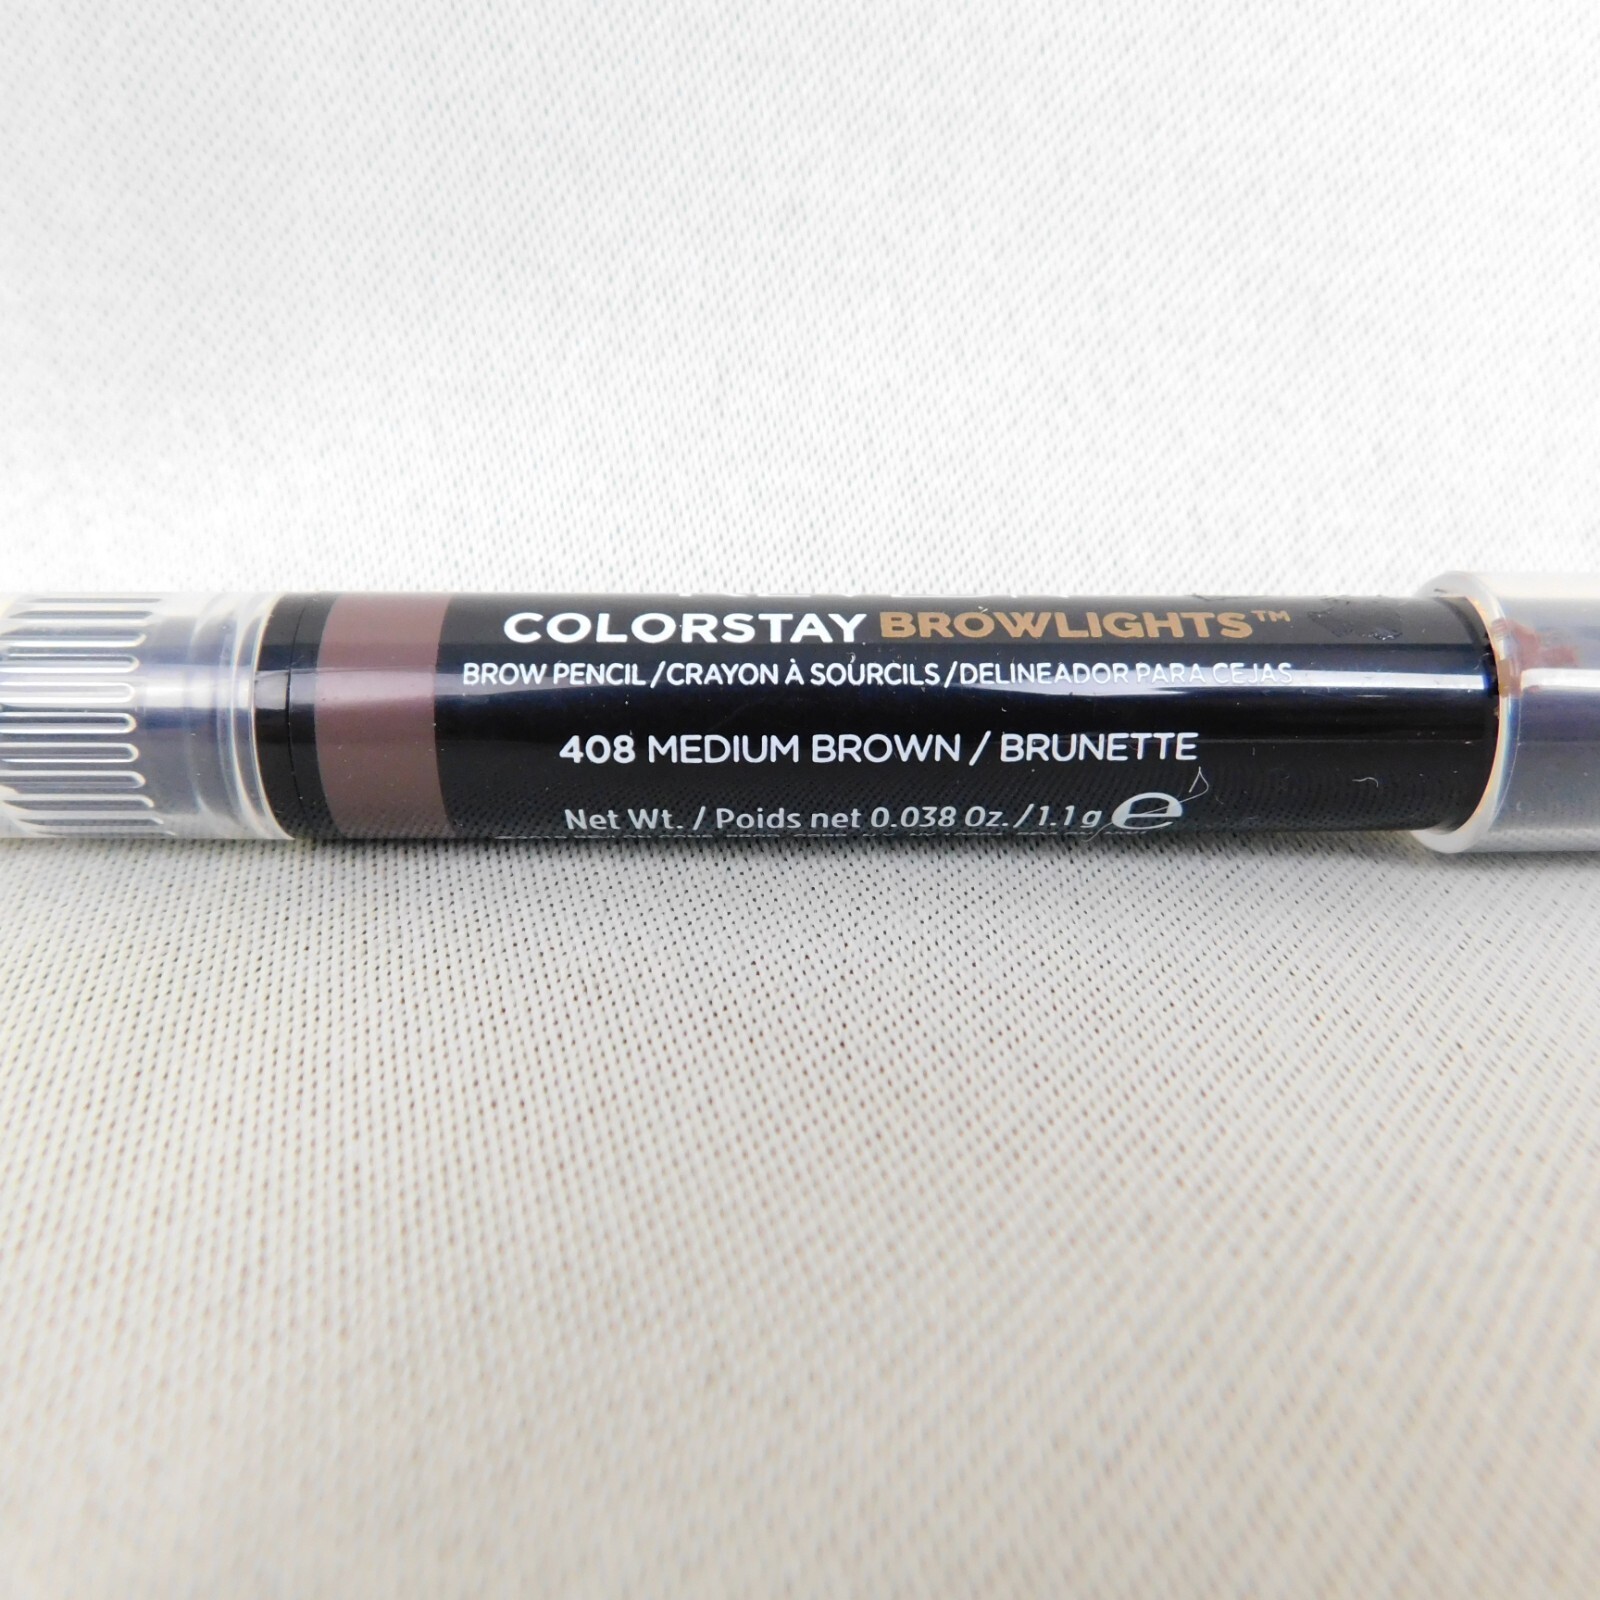 COLORSTAY BROWLIGHTS™
BROW PENCIL/CRAYON À SOURCILS/DELINEADOR PARA CEJAS
408 MEDIUM BROWN / BRUNETTE
Net Wt. / Poids net 0.038 Oz. / 1.1 g ℮